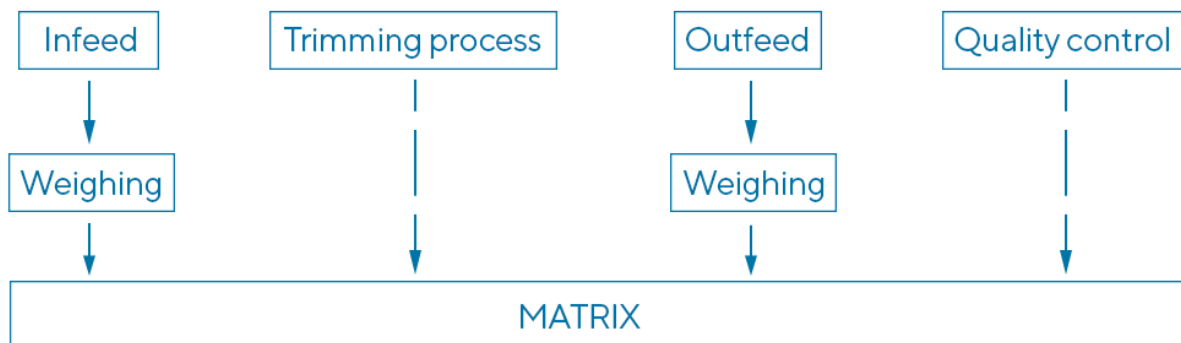 Infeed
Trimming process
Outfeed
Quality control
Weighing
Weighing
MATRIX